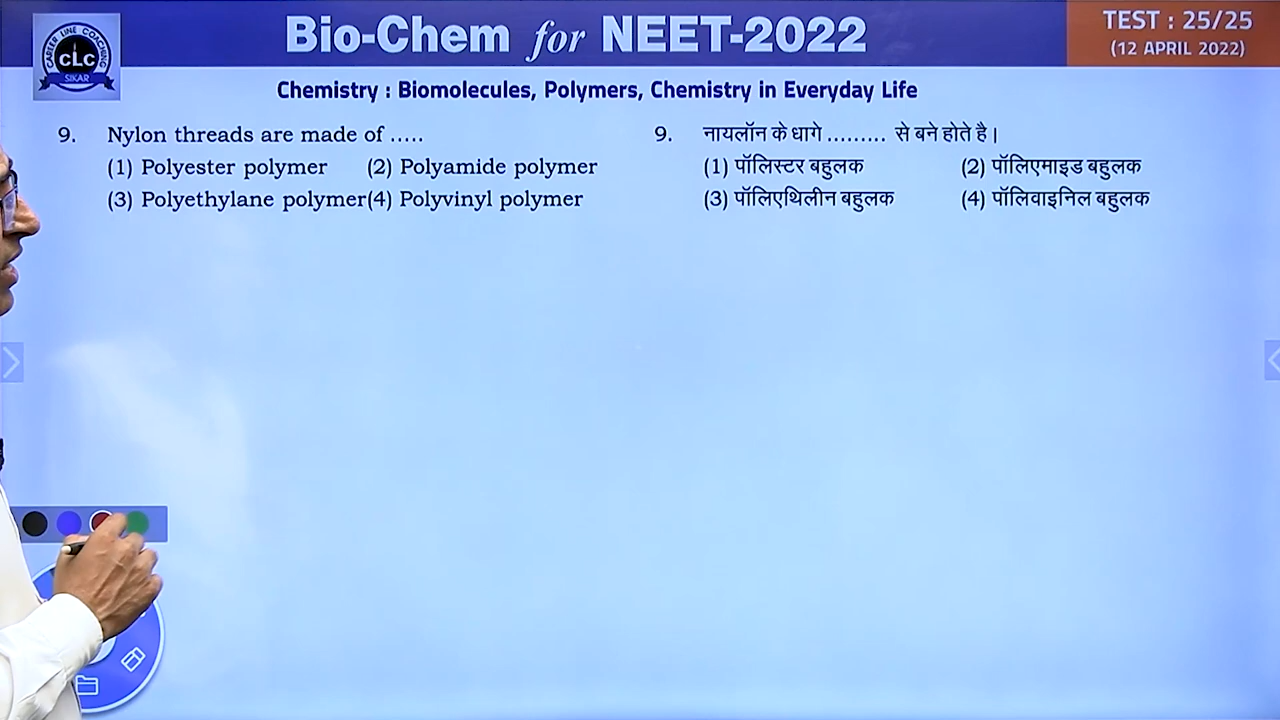 CAREER LINE COACHING
CLC
SIKAR
Bio-Chem for NEET-2022
TEST : 25/25
(12 APRIL 2022)
Chemistry : Biomolecules, Polymers, Chemistry in Everyday Life
9. Nylon threads are made of .....
(1) Polyester polymer (2) Polyamide polymer
(3) Polyethylane polymer(4) Polyvinyl polymer
9. नायलॉन के धागे ......... से बने होते है।
(1) पॉलिस्टर बहुलक (2) पॉलिएमाइड बहुलक
(3) पॉलिएथिलीन बहुलक (4) पॉलिवाइनिल बहुलक